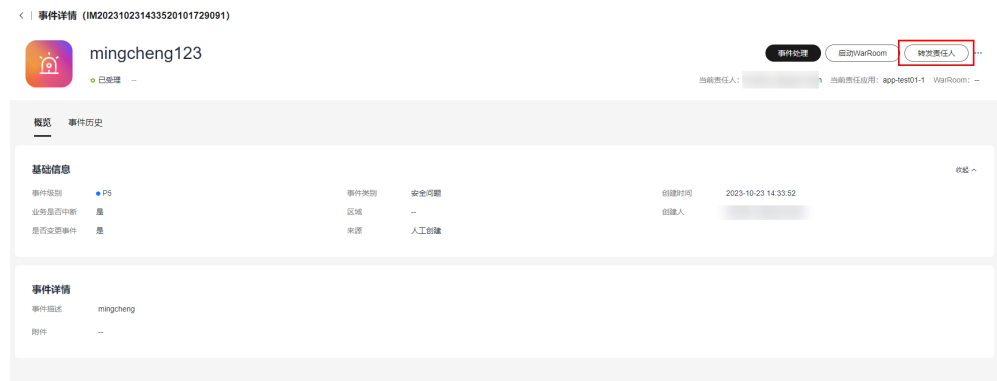 事件详情（IM202310231433520101729091）
mingcheng123
事件处理 启动WarRoom 转发责任人 ...
已受理 --
当前责任人： 当前责任应用：app-test01-1 WarRoom：--
概览 事件历史
基础信息 收起
事件级别 P5 事件类别 安全问题 创建时间 2023-10-23 14:33:52
业务是否中断 是 区域 -- 创建人
是否变更事件 是 来源 人工创建
事件详情
事件描述 mingcheng
附件 --